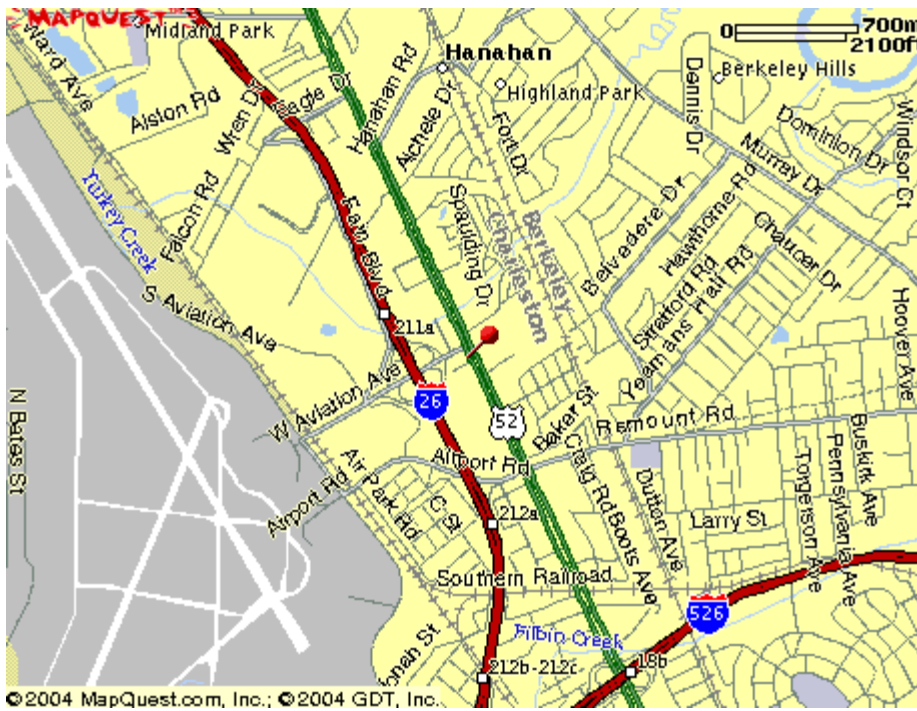 MAPQUEST
Midland Park
Ward Ave
Alston Rd
Wren Dr
Eagle Dr
Hanahan Rd
Hanahan
Highland Park
Aichele Dr
Fort Dr
Dennis Dr
0 700m
2100ft
Berkeley Hills
Dominion Dr
Windsor Ct
Murray Dr
Yuikey Creek
Falcon Rd
Fain Blvd
Spaulding Dr
Berkeley
Charleston
Belvedere Dr
Hawthorne Rd
Stratford Rd
Yeamans Hall Rd
Chaucer Dr
Hoover Ave
S Aviation Ava
211a
W Aviation Ave
26
52
Baker St
Remount Rd
N Bates St
Airport Rd
Air Park Rd
C St
212a
Craig Rd
Boots Ave
Dutton Ave
Larry St
Torgerson Ave
Pennsylvania Ave
Buskirk Ave
Southern Railroad
526
Filbin Creek
212b-212c
18b
©2004 MapQuest.com, Inc.; ©2004 GDT, Inc.